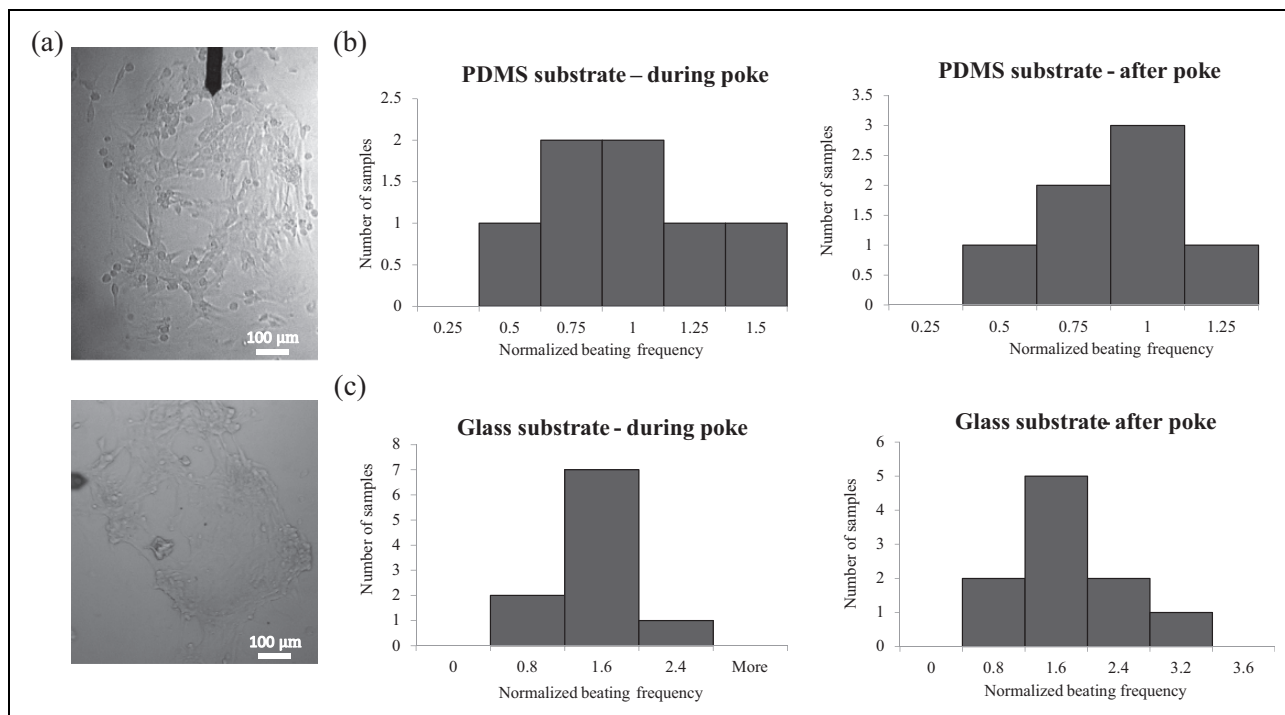 (a)
100 µm
100 µm
(b)
PDMS substrate – during poke
Number of samples
2.5
2
1.5
1
0.5
0
0.25 0.5 0.75 1 1.25 1.5
Normalized beating frequency
PDMS substrate - after poke
Number of samples
3.5
3
2.5
2
1.5
1
0.5
0
0.25 0.5 0.75 1 1.25
Normalized beating frequency
(c)
Glass substrate - during poke
Number of samples
8
7
6
5
4
3
2
1
0
0 0.8 1.6 2.4 More
Normalized beating frequency
Glass substrate- after poke
Number of samples
6
5
4
3
2
1
0
0 0.8 1.6 2.4 3.2 3.6
Normalized beating frequency